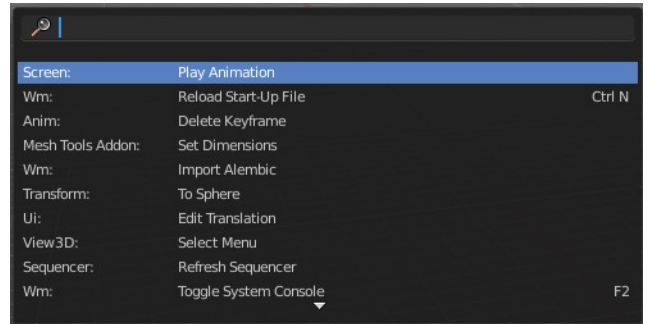 Screen: Play Animation
Wm: Reload Start-Up File Ctrl N
Anim: Delete Keyframe
Mesh Tools Addon: Set Dimensions
Wm: Import Alembic
Transform: To Sphere
Ui: Edit Translation
View3D: Select Menu
Sequencer: Refresh Sequencer
Wm: Toggle System Console F2